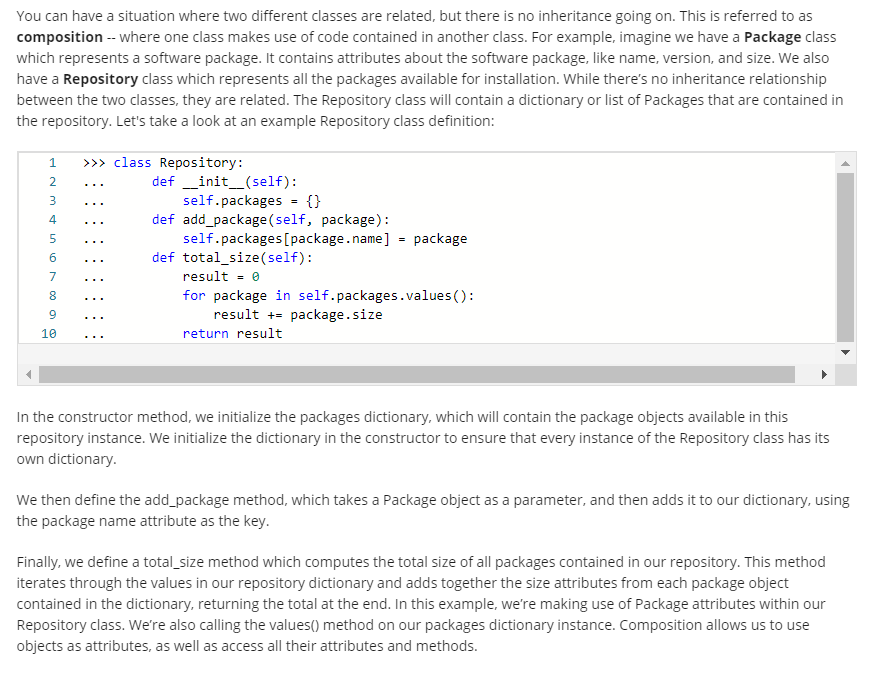 You can have a situation where two different classes are related, but there is no inheritance going on. This is referred to as
composition -- where one class makes use of code contained in another class. For example, imagine we have a Package class
which represents a software package. It contains attributes about the software package, like name, version, and size. We also
have a Repository class which represents all the packages available for installation. While there's no inheritance relationship
between the two classes, they are related. The Repository class will contain a dictionary or list of Packages that are contained in
the repository. Let's take a look at an example Repository class definition:
1 >>> class Repository:
2 ...      def __init__(self):
3 ...          self.packages = {}
4 ...      def add_package(self, package):
5 ...          self.packages[package.name] = package
6 ...      def total_size(self):
7 ...          result = 0
8 ...          for package in self.packages.values():
9 ...              result += package.size
10 ...          return result
In the constructor method, we initialize the packages dictionary, which will contain the package objects available in this
repository instance. We initialize the dictionary in the constructor to ensure that every instance of the Repository class has its
own dictionary.
We then define the add_package method, which takes a Package object as a parameter, and then adds it to our dictionary, using
the package name attribute as the key.
Finally, we define a total_size method which computes the total size of all packages contained in our repository. This method
iterates through the values in our repository dictionary and adds together the size attributes from each package object
contained in the dictionary, returning the total at the end. In this example, we're making use of Package attributes within our
Repository class. We're also calling the values() method on our packages dictionary instance. Composition allows us to use
objects as attributes, as well as access all their attributes and methods.